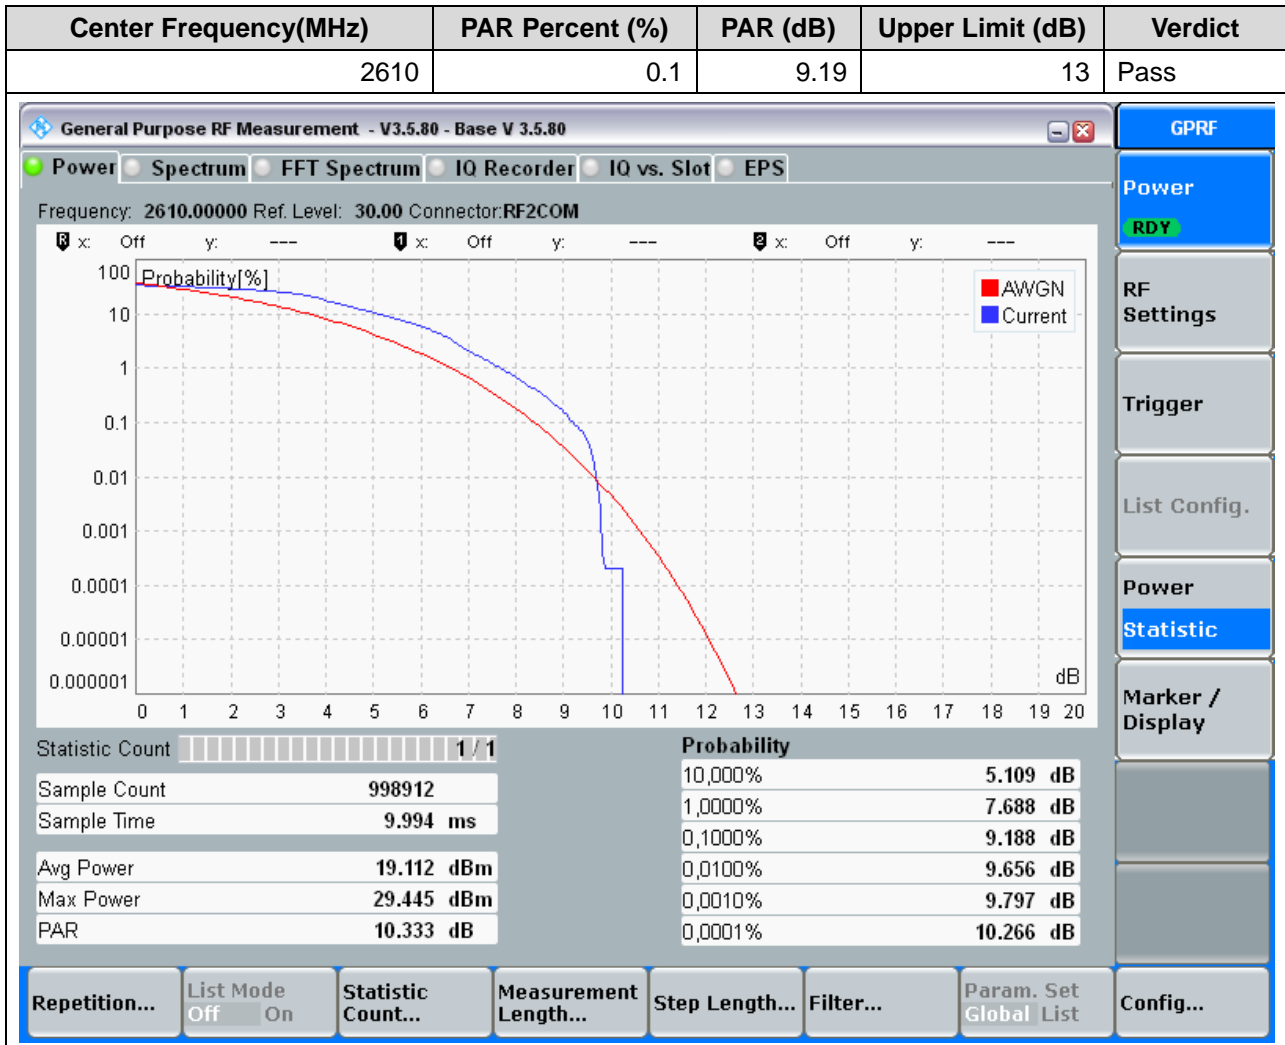 Center Frequency(MHz) PAR Percent (%) PAR (dB) Upper Limit (dB) Verdict
2610 0.1 9.19 13 Pass
General Purpose RF Measurement - V3.5.80 - Base V 3.5.80
GPRF
Power Spectrum FFT Spectrum IQ Recorder IQ vs. Slot EPS
Frequency: 2610.00000 Ref. Level: 30.00 Connector:RF2COM
R x: Off y: --- 1 x: Off y: --- 2 x: Off y: ---
Probability[%]
100
10
1
0.1
0.01
0.001
0.0001
0.00001
0.000001
AWGN
Current
dB
0 1 2 3 4 5 6 7 8 9 10 11 12 13 14 15 16 17 18 19 20
Statistic Count 1 / 1
Sample Count 998912
Sample Time 9.994 ms
Avg Power 19.112 dBm
Max Power 29.445 dBm
PAR 10.333 dB
Probability
10,000% 5.109 dB
1,0000% 7.688 dB
0,1000% 9.188 dB
0,0100% 9.656 dB
0,0010% 9.797 dB
0,0001% 10.266 dB
Power
RDY
RF
Settings
Trigger
List Config.
Power
Statistic
Marker /
Display
Repetition...
List Mode
Off On
Statistic
Count...
Measurement
Length...
Step Length...
Filter...
Param. Set
Global List
Config...